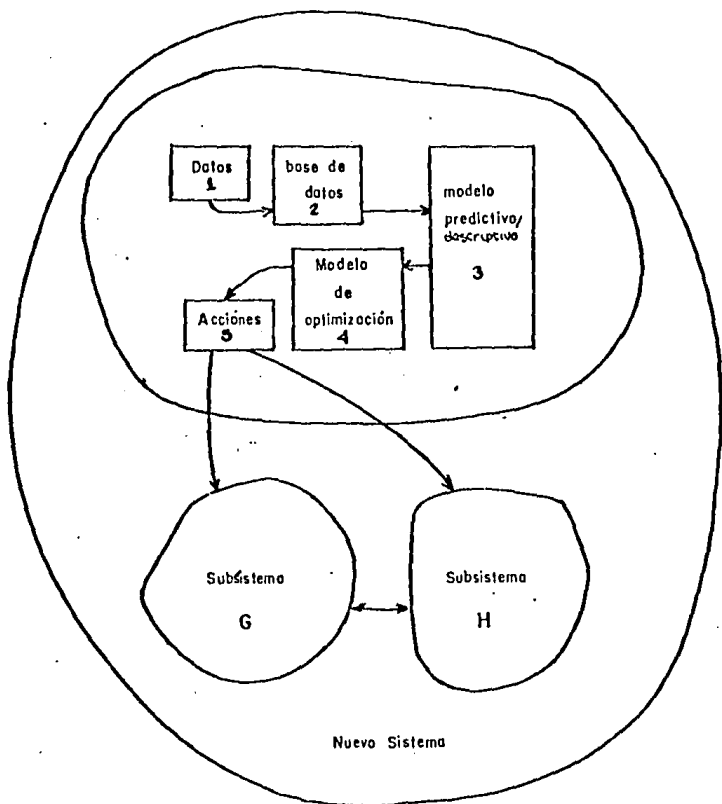 Datos
1
base de
datos
2
modelo
predictivo/
descriptivo
3
Modelo
de
optimización
4
Acciones
5
Subsistema
G
Subsistema
H
Nuevo Sistema